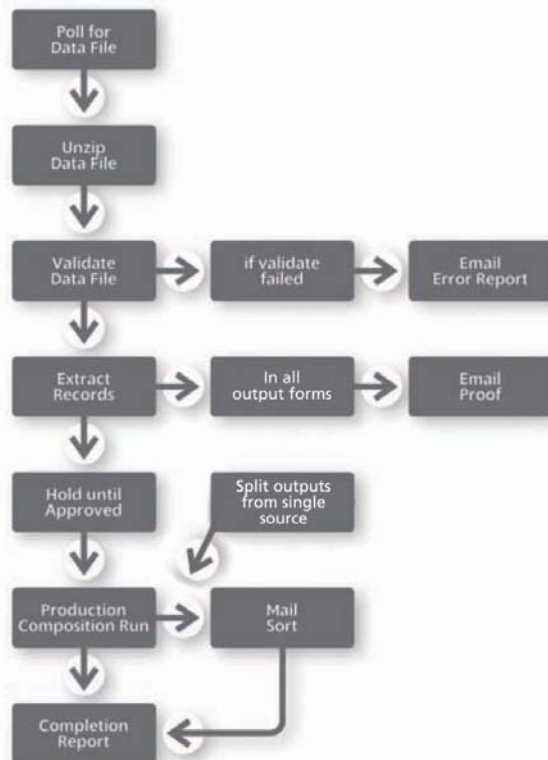 Poll for
Data File
Unzip
Data File
Validate
Data File
if validate
failed
Email
Error Report
Extract
Records
In all
output forms
Email
Proof
Hold until
Approved
Split outputs
from single
source
Production
Composition Run
Mail
Sort
Completion
Report